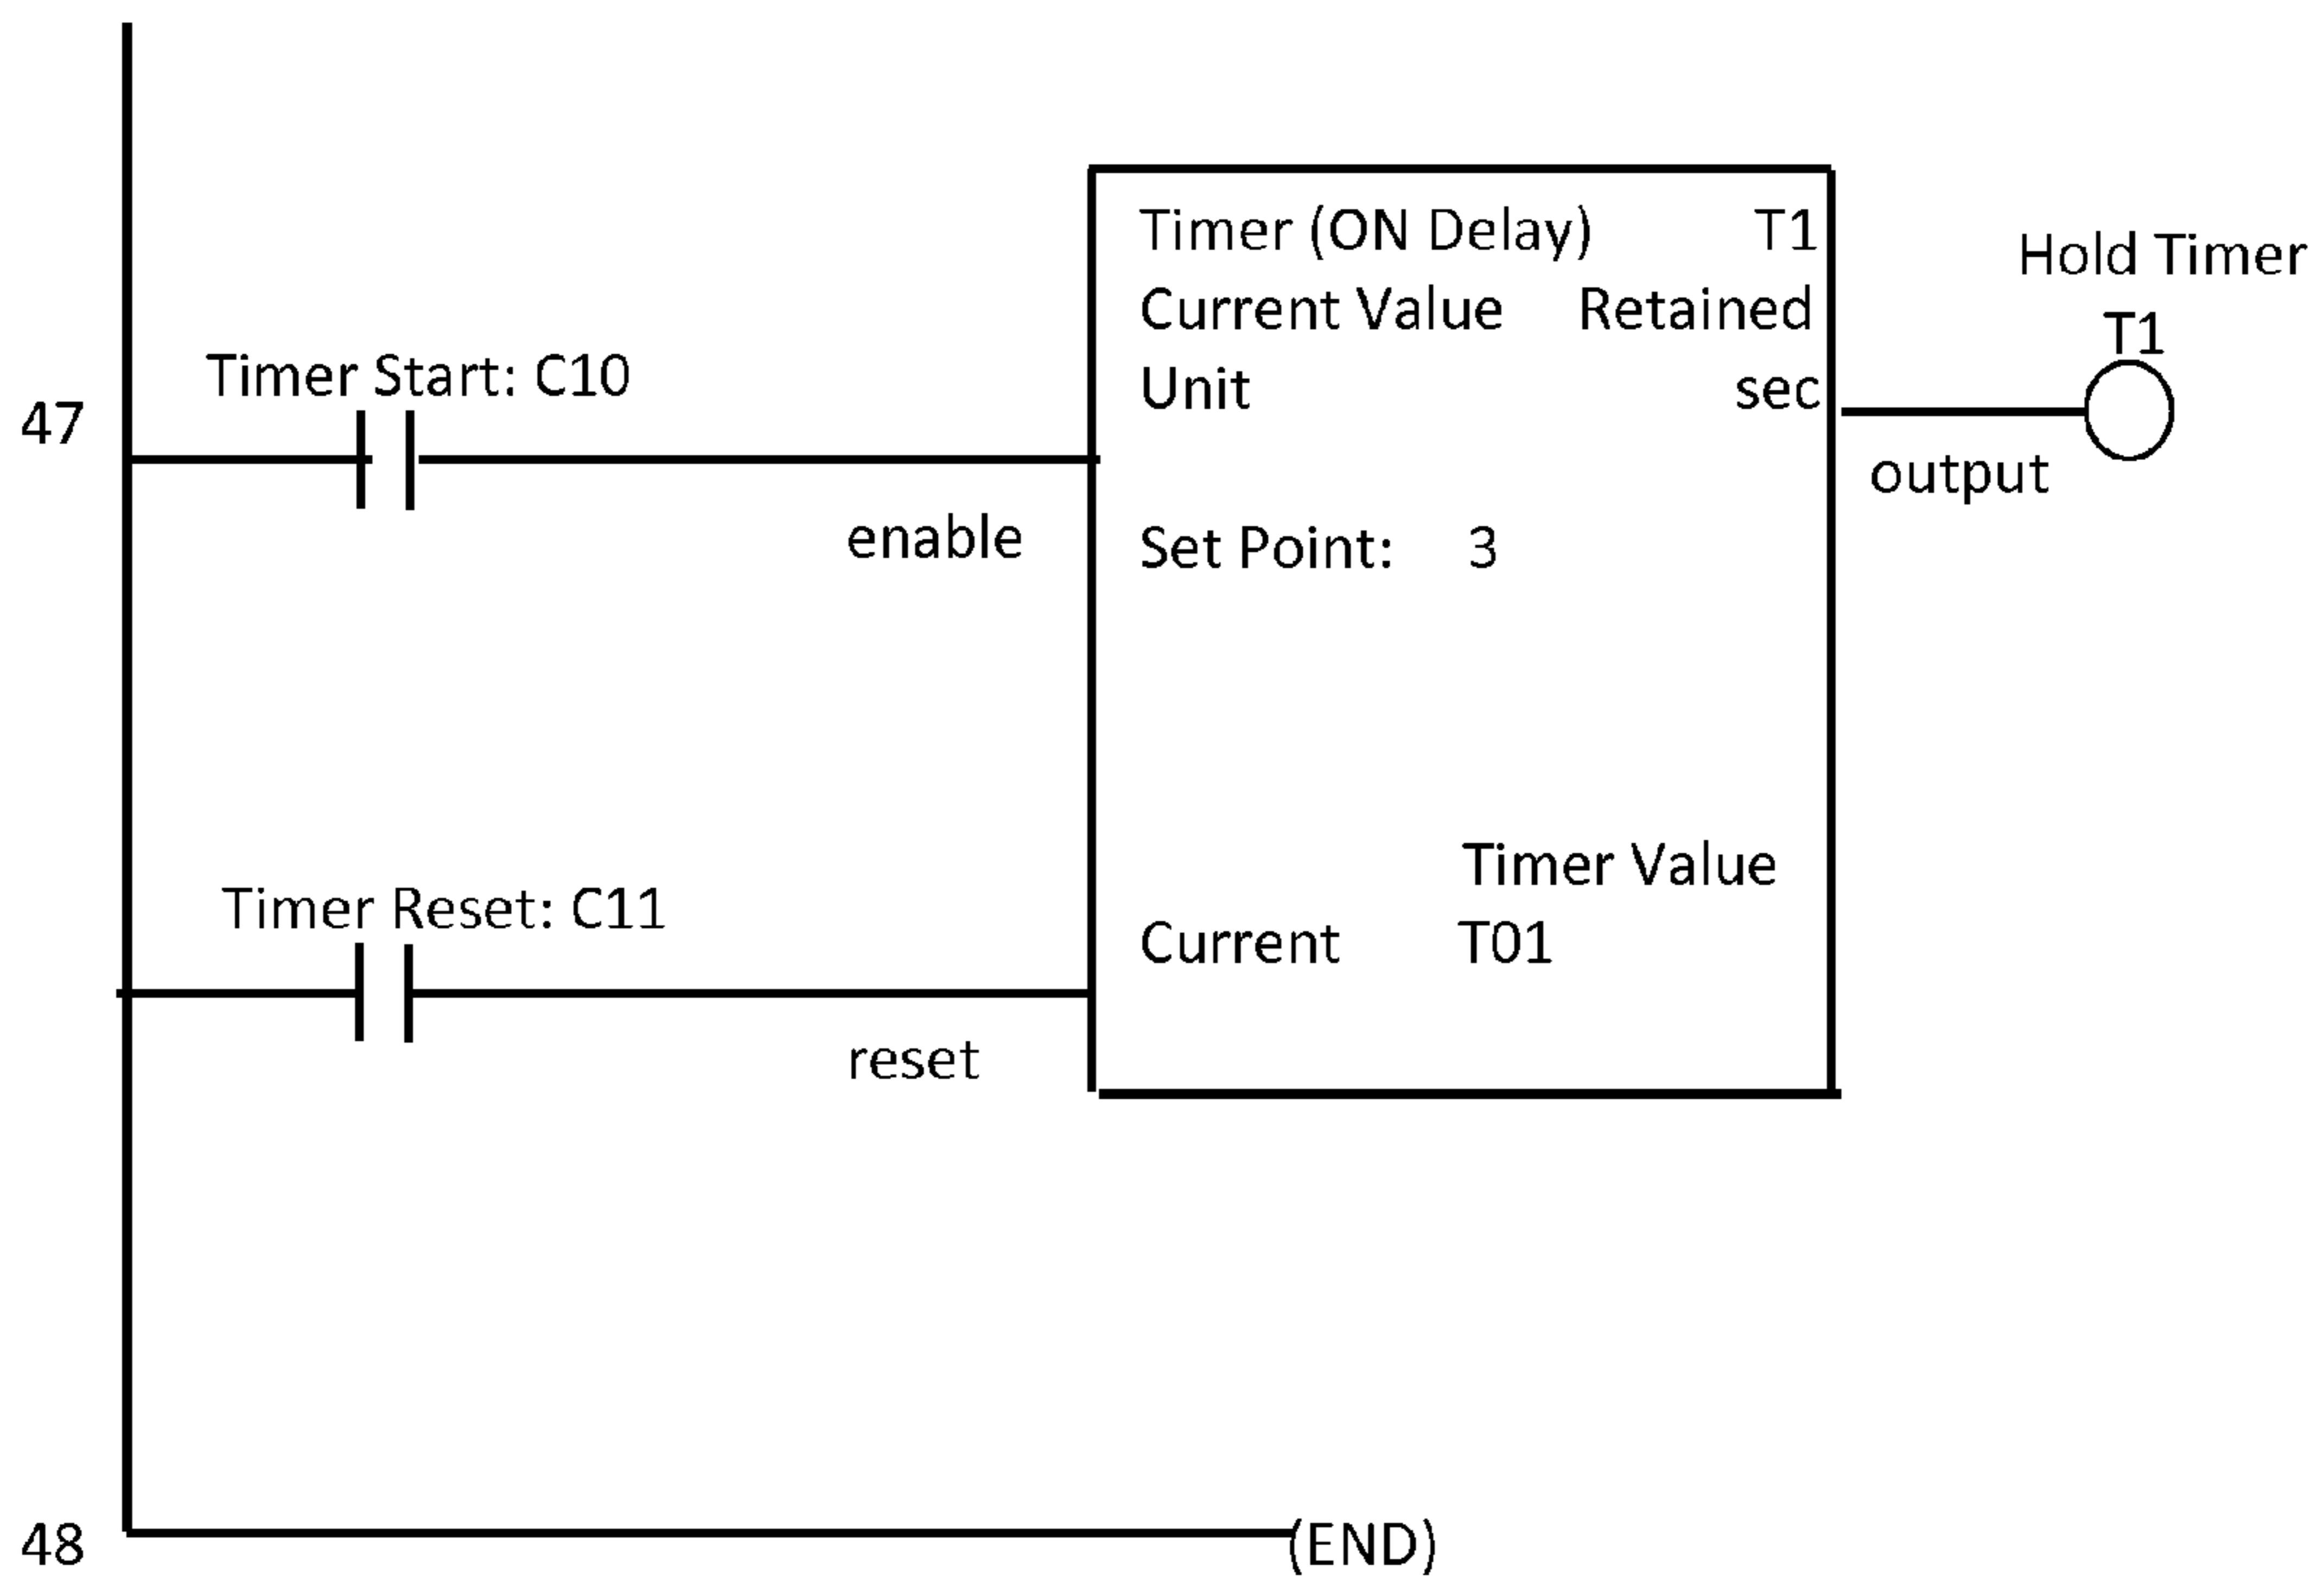 Timer (ON Delay) T1
Hold Timer
Current Value Retained
T1
Timer Start: C10
Unit sec
47
output
enable
Set Point: 3
Timer Value
Timer Reset: C11
Current T01
reset
48
(END)